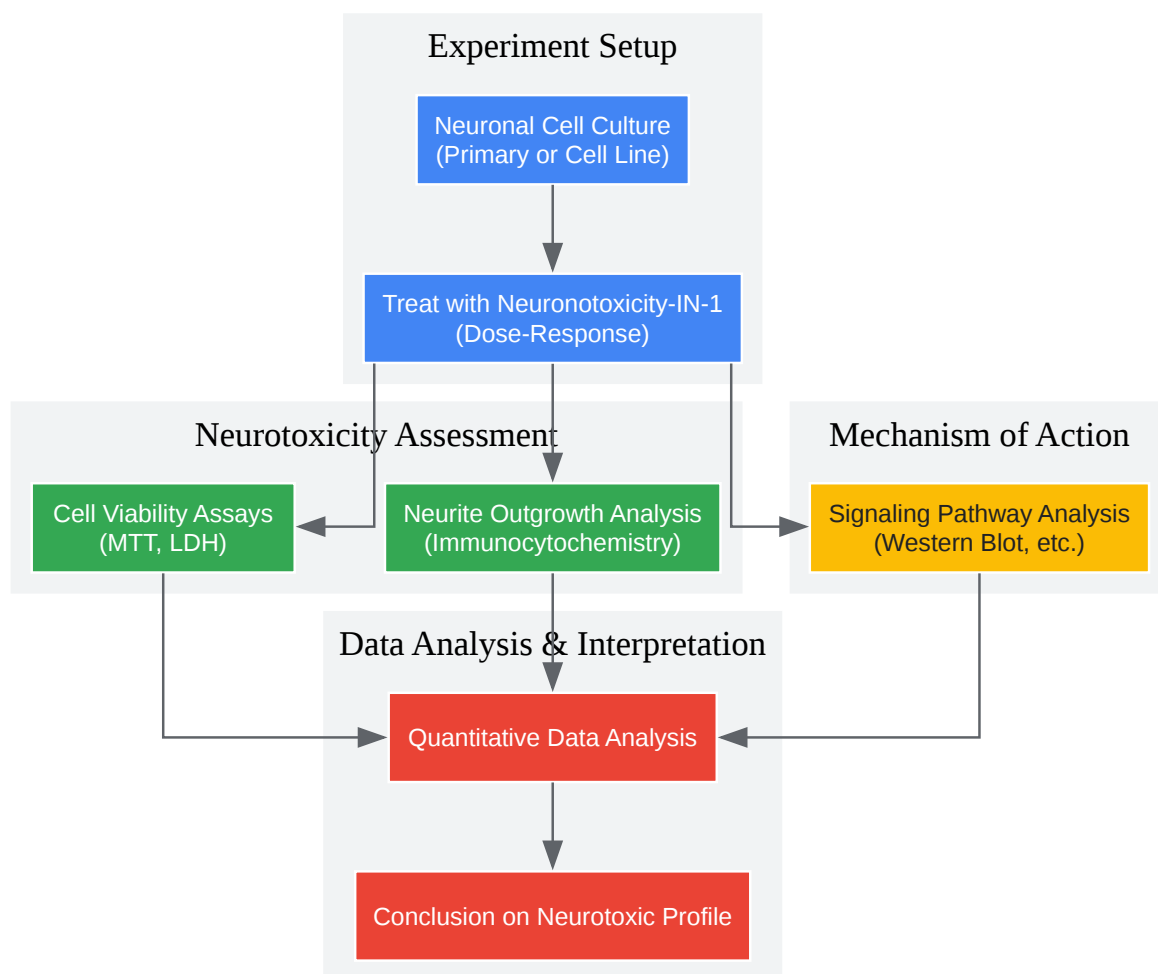 Experiment Setup
Neuronal Cell Culture
(Primary or Cell Line)
Treat with Neuronotoxicity-IN-1
(Dose-Response)
Neurotoxicity Assessment
Mechanism of Action
Cell Viability Assays
(MTT, LDH)
Neurite Outgrowth Analysis
(Immunocytochemistry)
Signaling Pathway Analysis
(Western Blot, etc.)
Data Analysis & Interpretation
Quantitative Data Analysis
Conclusion on Neurotoxic Profile